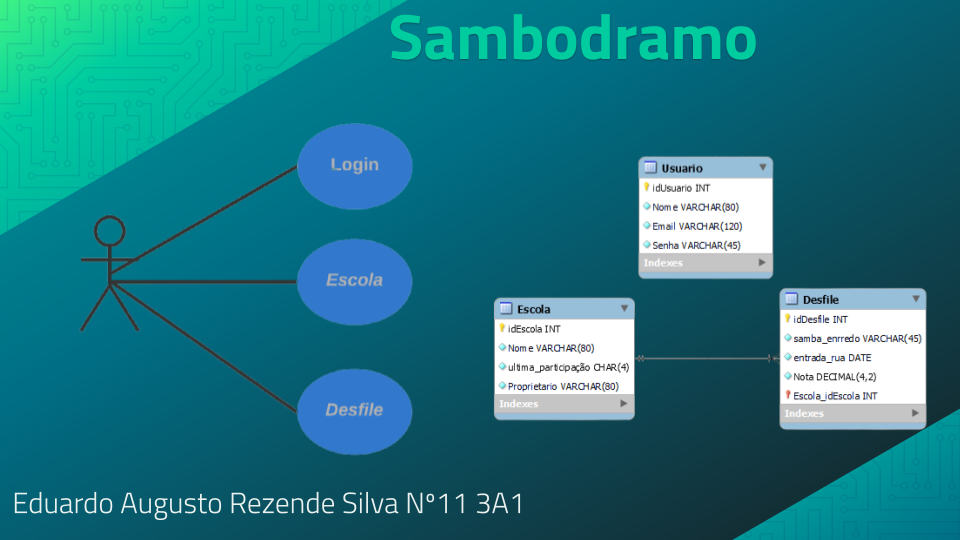 Sambodramo
Login
Escola
Desfile
Usuario
idUsuario INT
Nome VARCHAR(80)
Email VARCHAR(120)
Senha VARCHAR(45)
Indexes
Escola
idEscola INT
Nome VARCHAR(80)
ultima_participação CHAR(4)
Proprietario VARCHAR(80)
Indexes
Desfile
idDesfile INT
samba_enrredo VARCHAR(45)
entrada_rua DATE
Nota DECIMAL(4,2)
Escola_idEscola INT
Indexes
Eduardo Augusto Rezende Silva Nº11 3A1